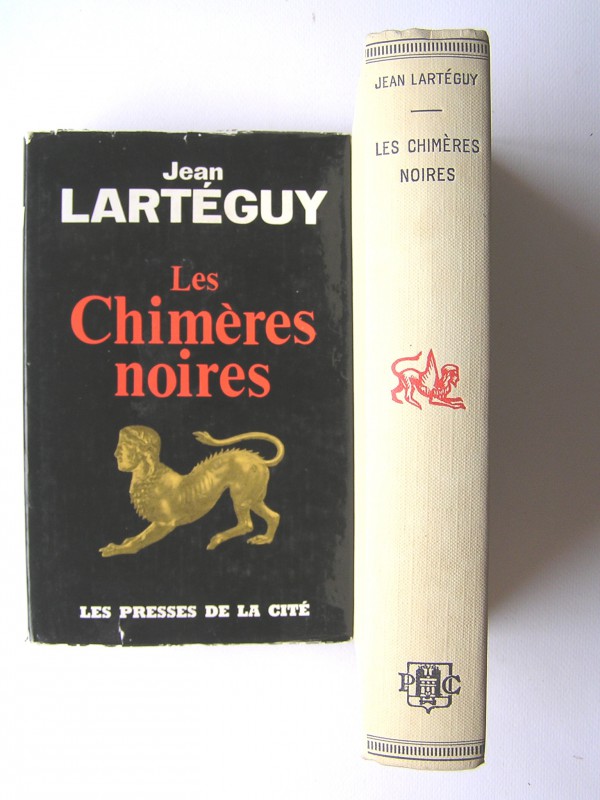 Jean
LARTÉGUY
Les
Chimères
noires
LES PRESSES DE LA CITÉ
JEAN LARTÉGUY
LES CHIMÈRES
NOIRES
P C